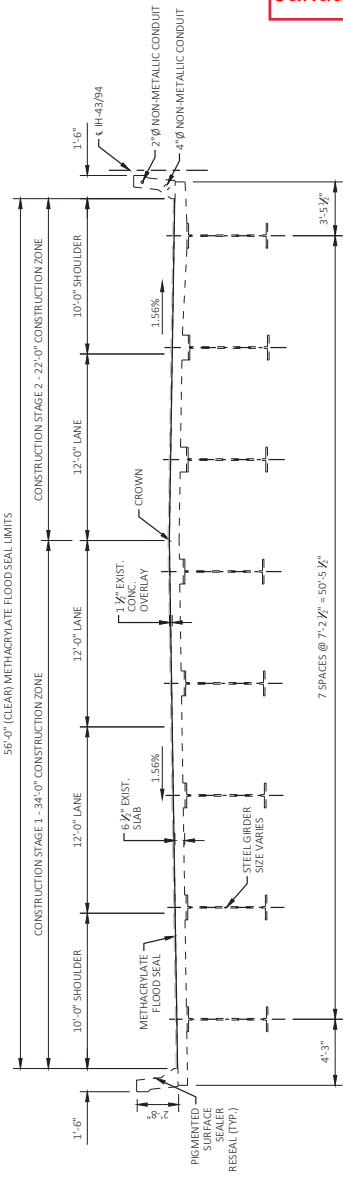 56'-0" (CLEAR) METHACRYLATE FLOOD SEAL LIMITS
CONSTRUCTION STAGE 1 - 34'-0" CONSTRUCTION ZONE
CONSTRUCTION STAGE 2 - 22'-0" CONSTRUCTION ZONE
1'-6"
10'-0" SHOULDER
12'-0" LANE
12'-0" LANE
12'-0" LANE
10'-0" SHOULDER
1'-6"
℄ IH-43/94
2"Ø NON-METALLIC CONDUIT
4"Ø NON-METALLIC CONDUIT
2'-8"
PIGMENTED
SURFACE
SEALER
RESEAL (TYP.)
METHACRYLATE
FLOOD SEAL
6 ½" EXIST.
SLAB
1.56%
1 ½" EXIST.
CONC.
OVERLAY
CROWN
1.56%
STEEL GIRDER
SIZE VARIES
4'-3"
7 SPACES @ 7'-2 ½" = 50'-5 ½"
3'-5 ½"